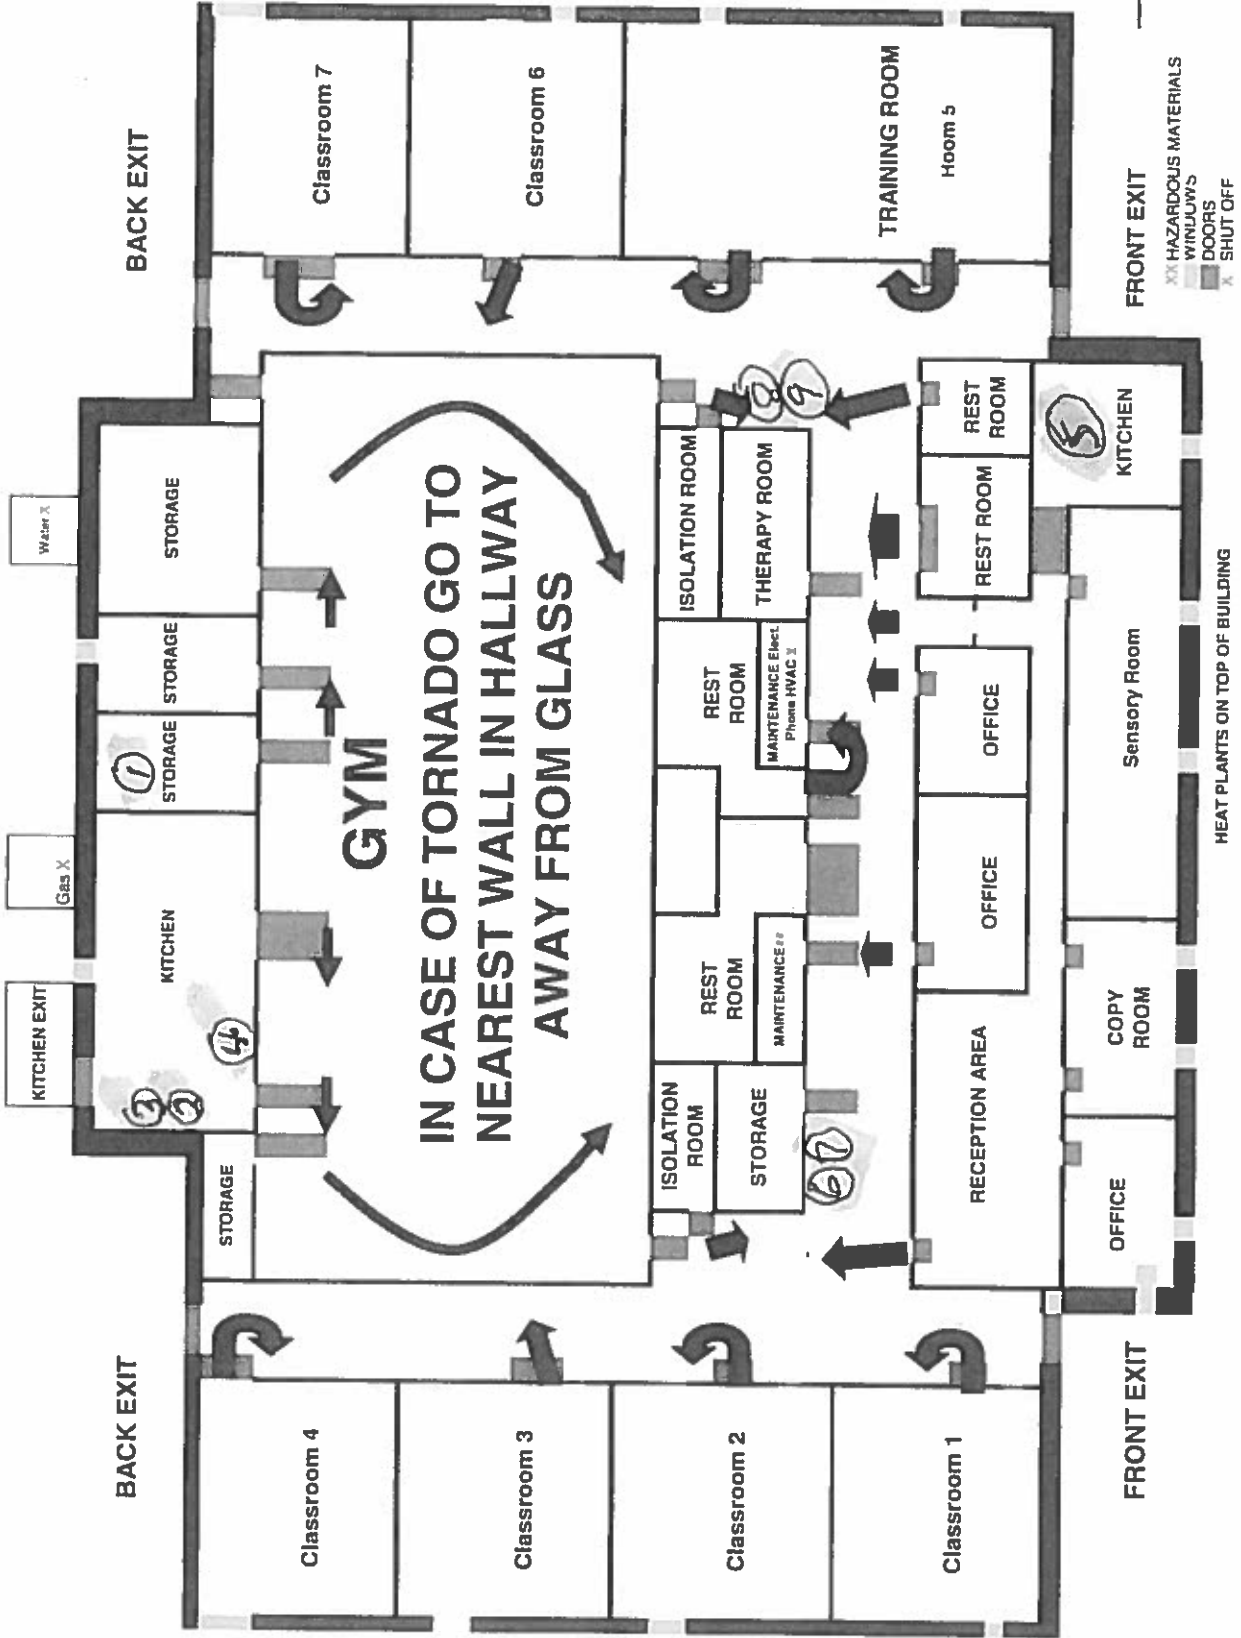 BACK EXIT
BACK EXIT
KITCHEN EXIT
Gas X
Water X
STORAGE
KITCHEN
STORAGE
STORAGE
STORAGE
3
2
4
1
Classroom 4
Classroom 3
Classroom 2
Classroom 1
GYM
IN CASE OF TORNADO GO TO
NEAREST WALL IN HALLWAY
AWAY FROM GLASS
Classroom 7
Classroom 6
TRAINING ROOM
Room 5
ISOLATION
ROOM
STORAGE
REST
ROOM
MAINTENANCE
REST
ROOM
MAINTENANCE Elect.
Phone HVAC X
ISOLATION ROOM
THERAPY ROOM
6
7
8
9
RECEPTION AREA
OFFICE
OFFICE
REST ROOM
REST
ROOM
OFFICE
COPY
ROOM
Sensory Room
5
KITCHEN
FRONT EXIT
HEAT PLANTS ON TOP OF BUILDING
FRONT EXIT
XX HAZARDOUS MATERIALS
WINDOWS
DOORS
X SHUT OFF